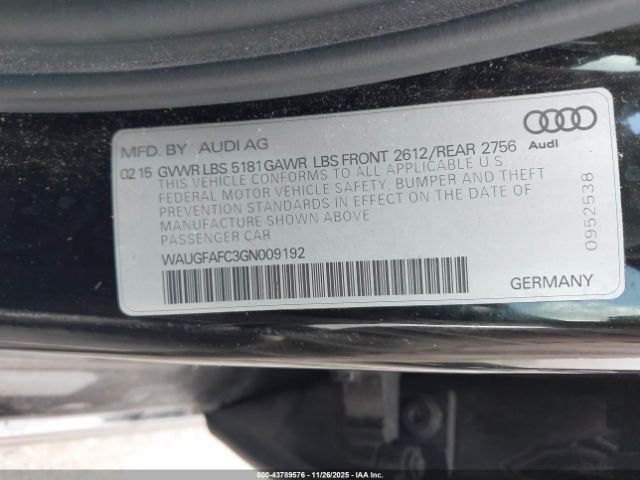 MFD. BY AUDI AG
02 15 GVWR LBS 5181 GAWR LBS FRONT 2612/REAR 2756
THIS VEHICLE CONFORMS TO ALL APPLICABLE U.S
FEDERAL MOTOR VEHICLE SAFETY, BUMPER AND THEFT
PREVENTION STANDARDS IN EFFECT ON THE DATE OF
MANUFACTURE SHOWN ABOVE
PASSENGER CAR
WAUGFAFC3GN009192
Audi
0952538
GERMANY
000-43789576 | 11/26/2025 | IAA Inc.